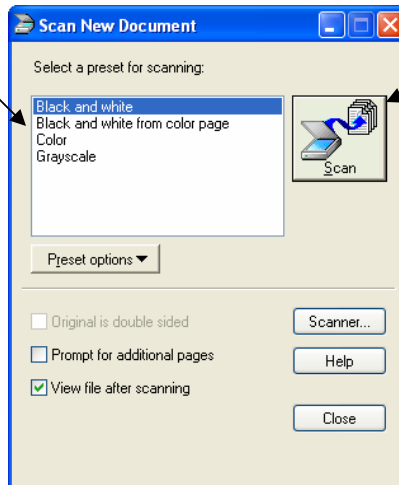 Scan New Document
Select a preset for scanning:
Black and white
Black and white from color page
Color
Grayscale
Scan
Preset options
Original is double sided
Scanner...
Prompt for additional pages
Help
View file after scanning
Close